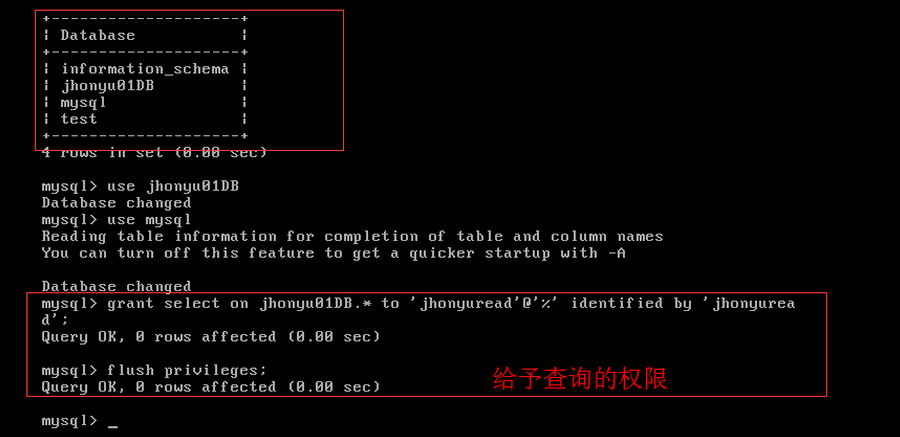 +--------------------+
| Database           |
+--------------------+
| information_schema |
| jhonyu01DB         |
| mysql              |
| test               |
+--------------------+
4 rows in set (0.00 sec)
mysql> use jhonyu01DB
Database changed
mysql> use mysql
Reading table information for completion of table and column names
You can turn off this feature to get a quicker startup with -A
Database changed
mysql> grant select on jhonyu01DB.* to 'jhonyuread'@'%' identified by 'jhonyurea
d';
Query OK, 0 rows affected (0.00 sec)
mysql> flush privileges;
Query OK, 0 rows affected (0.00 sec)
给予查询的权限
mysql> _